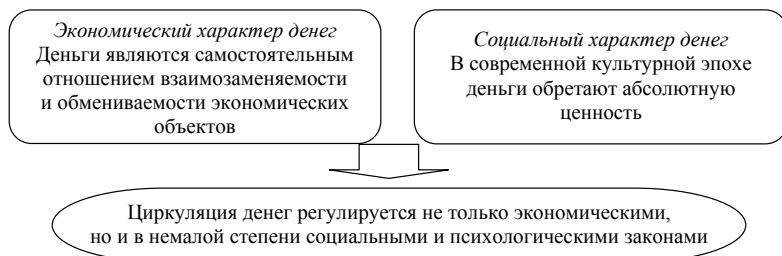 Экономический характер денег
Деньги являются самостоятельным
отношением взаимозаменяемости
и обмениваемости экономических
объектов
Социальный характер денег
В современной культурной эпохе
деньги обретают абсолютную
ценность
Циркуляция денег регулируется не только экономическими,
но и в немалой степени социальными и психологическими законами